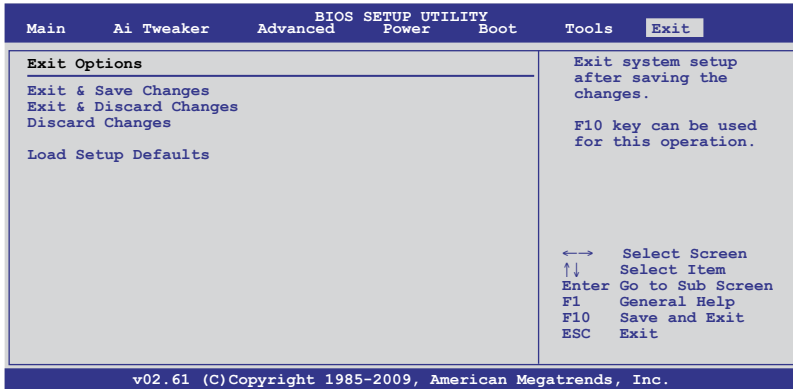 BIOS SETUP UTILITY
Main Ai Tweaker Advanced Power Boot Tools Exit
Exit Options
Exit & Save Changes
Exit & Discard Changes
Discard Changes
Load Setup Defaults
Exit system setup
after saving the
changes.
F10 key can be used
for this operation.
←→ Select Screen
↑↓ Select Item
Enter Go to Sub Screen
F1 General Help
F10 Save and Exit
ESC Exit
v02.61 (C)Copyright 1985-2009, American Megatrends, Inc.